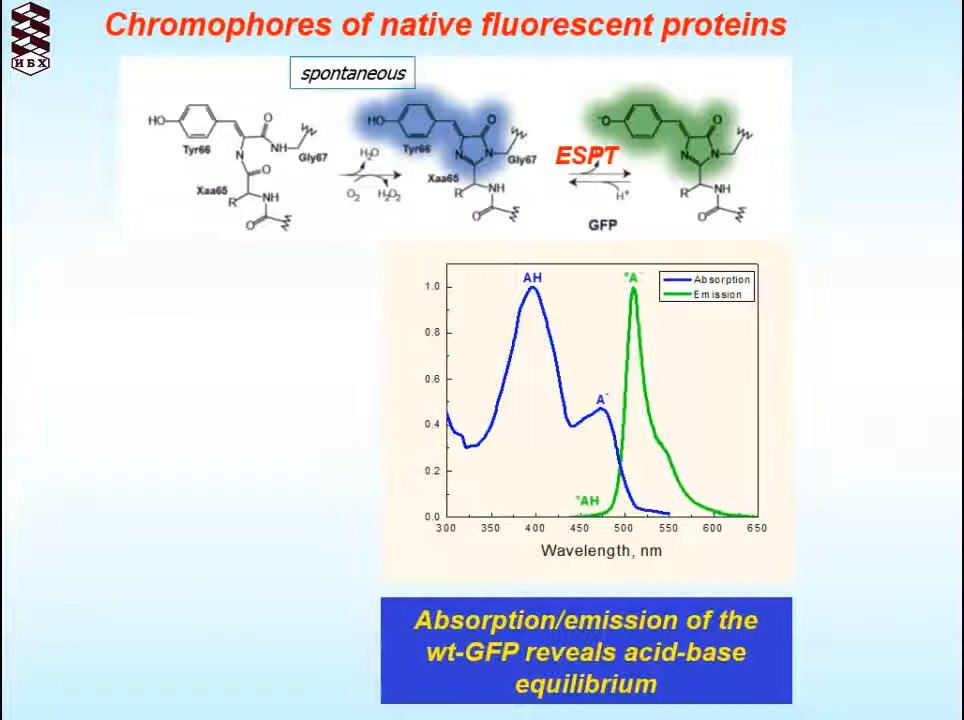 ИБХ
Chromophores of native fluorescent proteins
spontaneous
HO
Tyr66
O
NH
Gly67
N
O
Xaa65
R
NH
O
H₂O
O₂
H₂O₂
HO
Tyr66
O
N
N
Gly67
Xaa65
R
NH
O
ESPT
H⁺
GFP
⁻O
O
N
N
R
NH
O
AH
*A⁻
Absorption
Emission
A⁻
*AH
1.0
0.8
0.6
0.4
0.2
0.0
300 350 400 450 500 550 600 650
Wavelength, nm
Absorption/emission of the
wt-GFP reveals acid-base
equilibrium